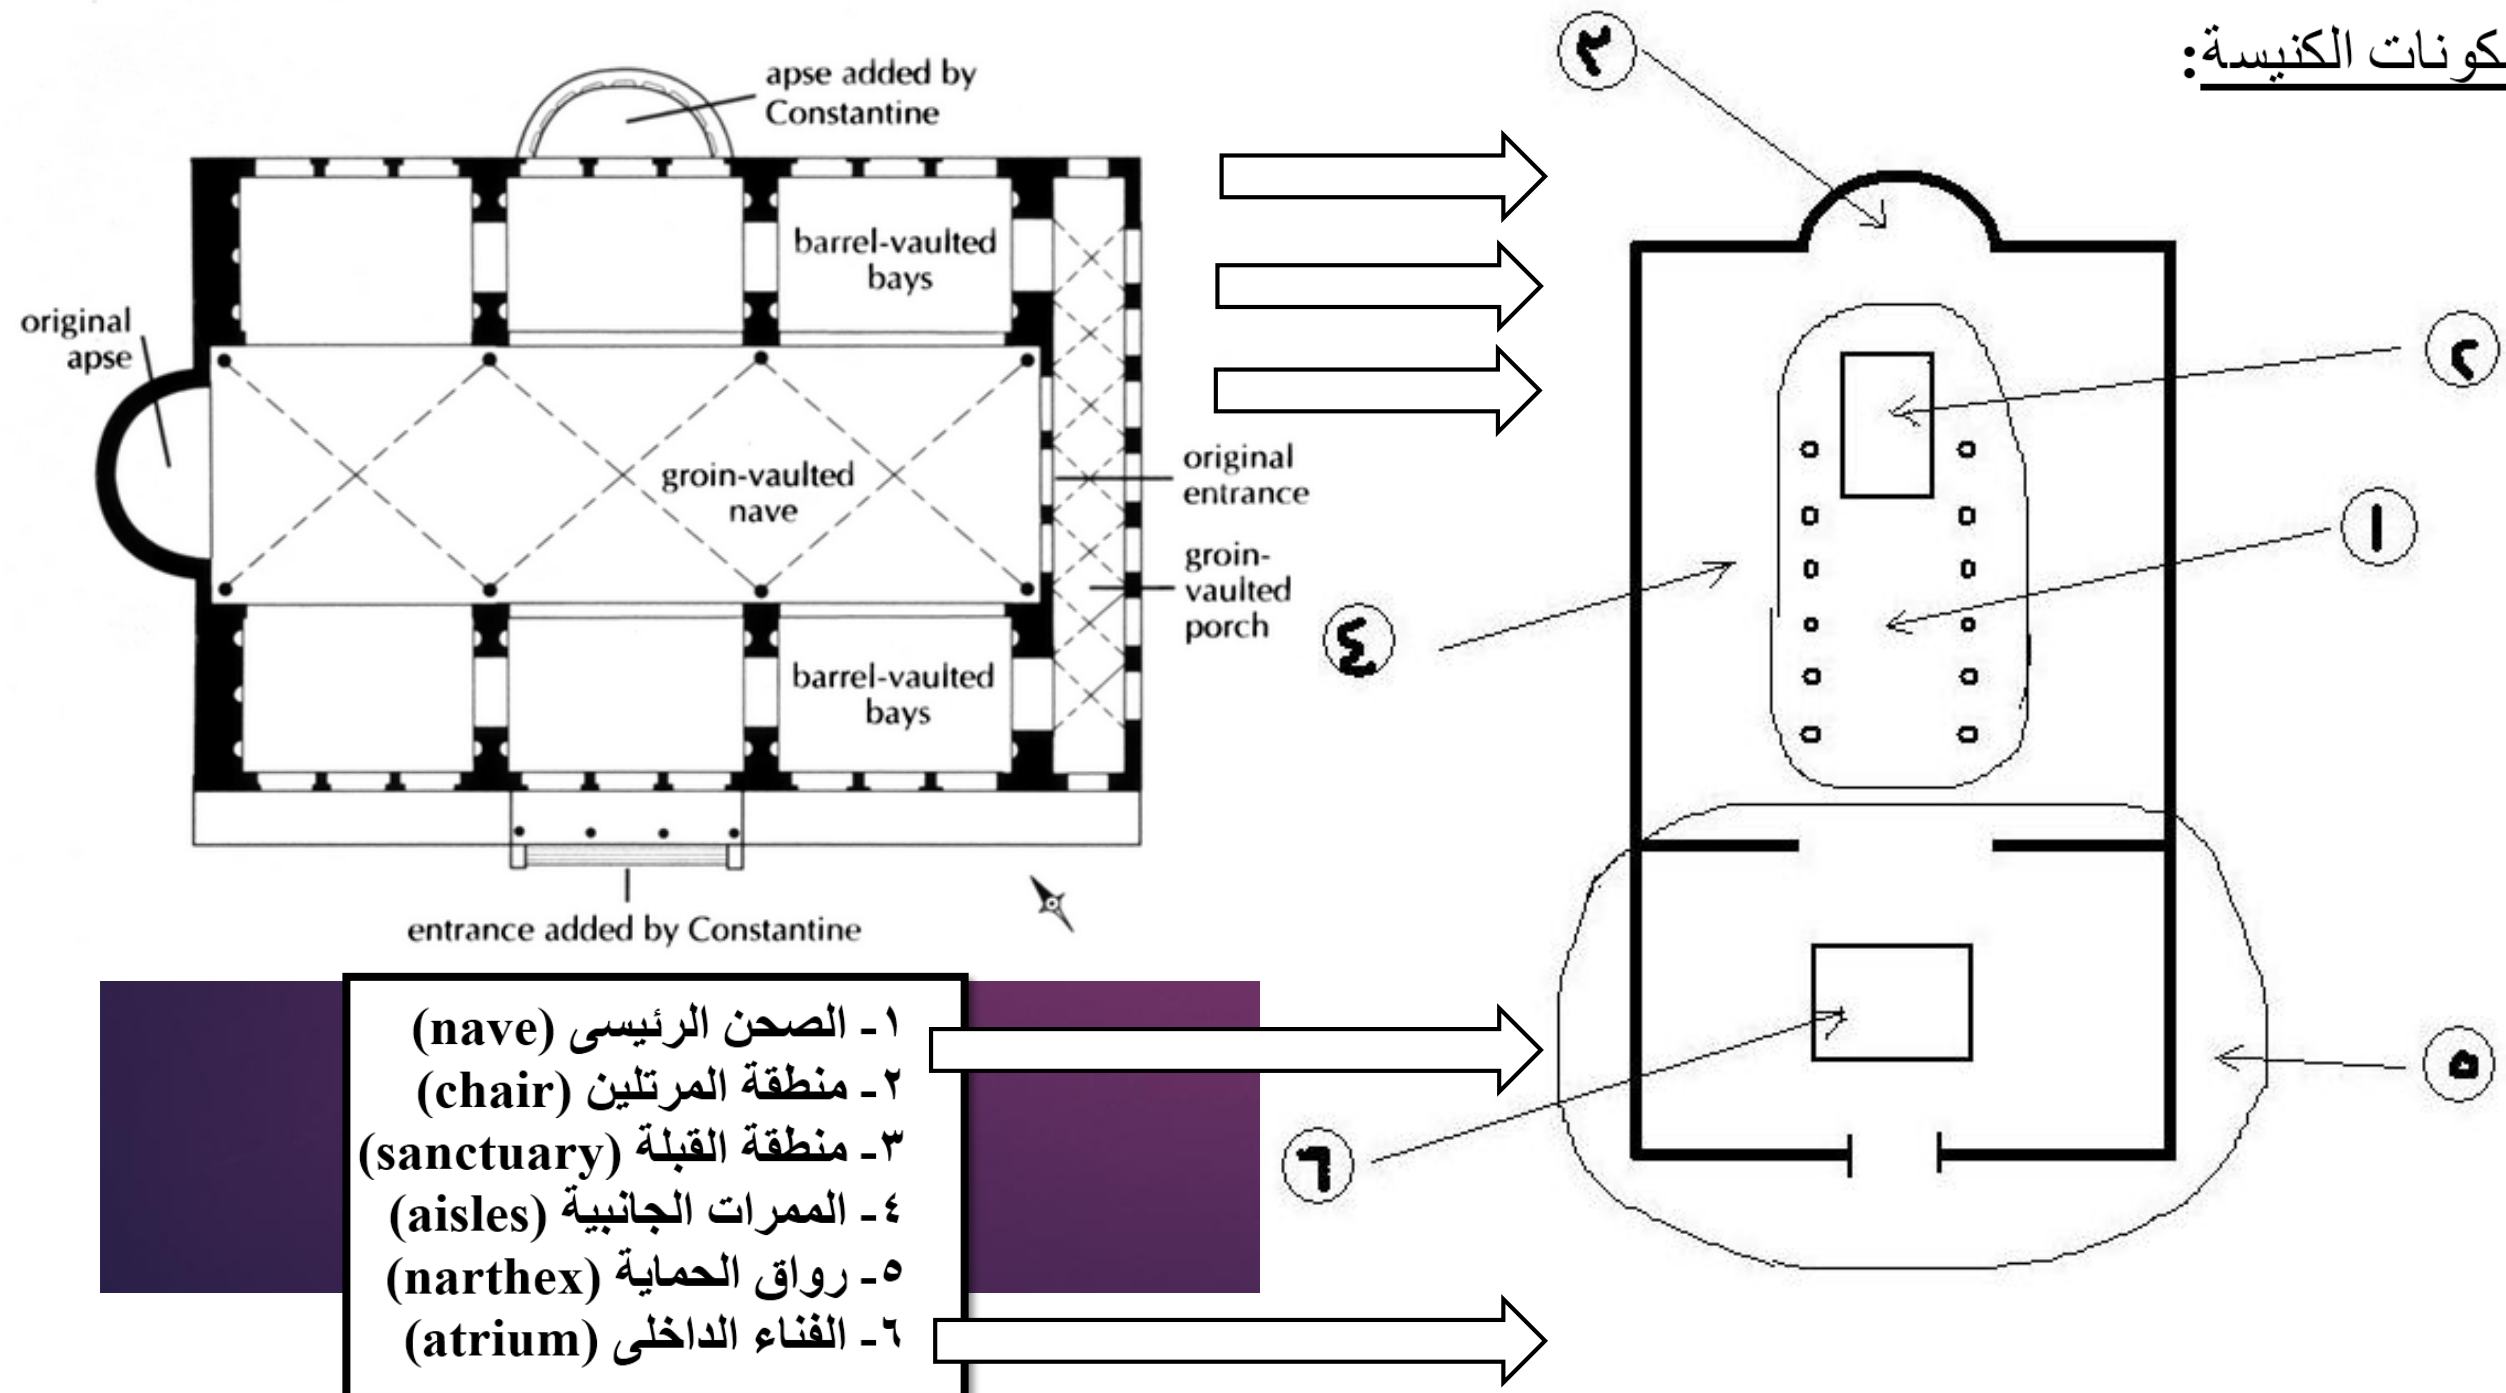 كونات الكنيسة:
apse added by
Constantine
barrel-vaulted
bays
original
apse
groin-vaulted
nave
original
entrance
groin-
vaulted
porch
barrel-vaulted
bays
entrance added by Constantine
٣
٢
١
٤
٥
٦
١- الصحن الرئيسى (nave)
٢- منطقة المرتلين (chair)
٣- منطقة القبلة (sanctuary)
٤- الممرات الجانبية (aisles)
٥- رواق الحماية (narthex)
٦- الفناء الداخلى (atrium)